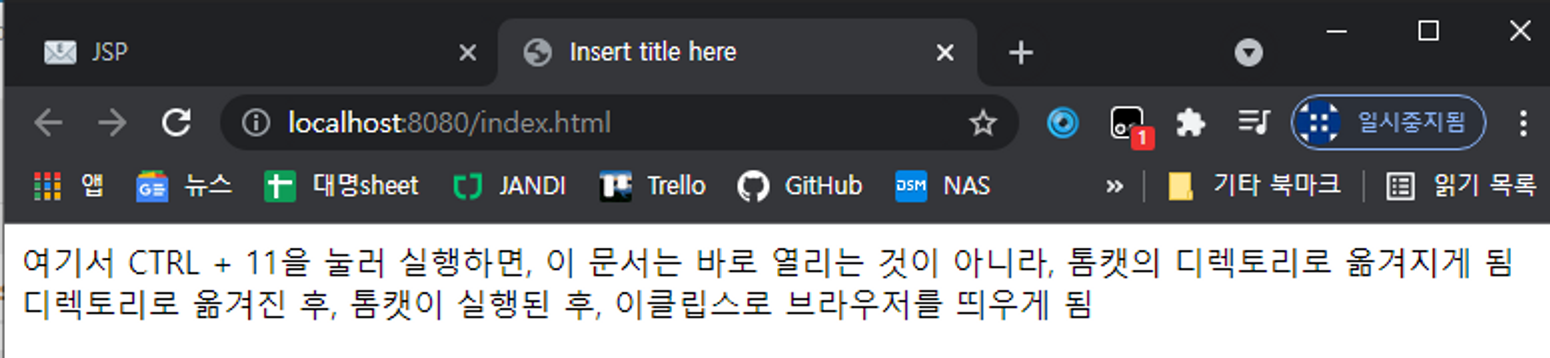 JSP
Insert title here
localhost:8080/index.html
1
일시중지됨
앱
뉴스
대명sheet
JANDI
Trello
GitHub
DSM
NAS
기타 북마크
읽기 목록
여기서 CTRL + 11을 눌러 실행하면, 이 문서는 바로 열리는 것이 아니라, 톰캣의 디렉토리로 옮겨지게 됨
디렉토리로 옮겨진 후, 톰캣이 실행된 후, 이클립스로 브라우저를 띄우게 됨